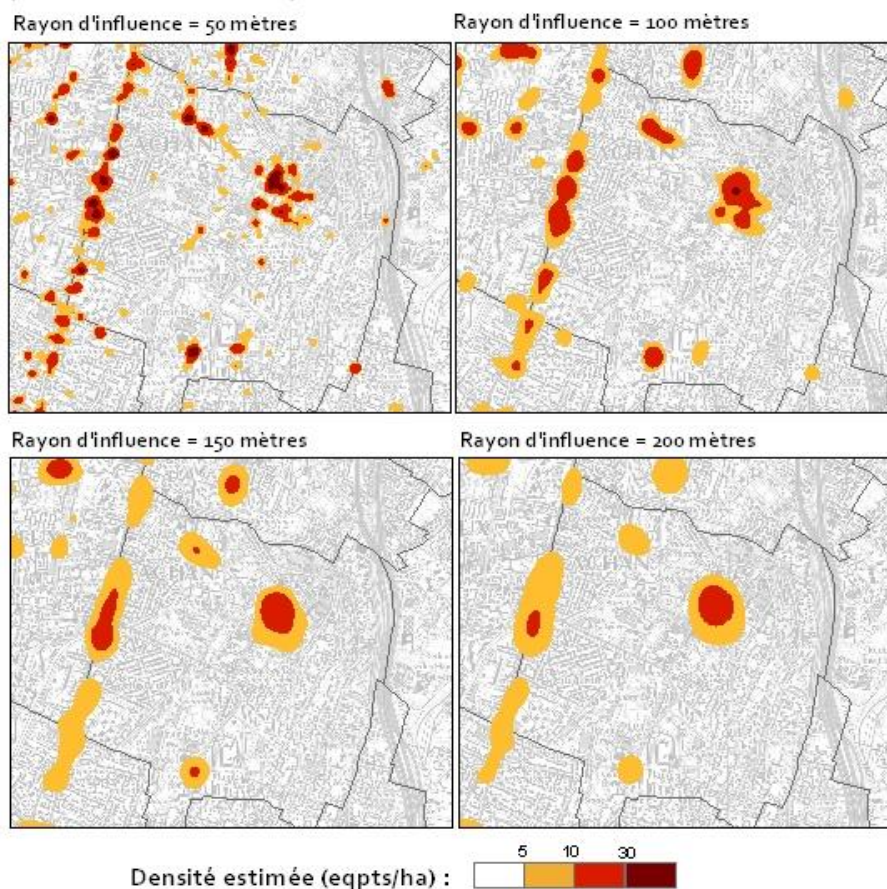 Rayon d'influence = 50 mètres
Rayon d'influence = 100 mètres
Rayon d'influence = 150 mètres
Rayon d'influence = 200 mètres
5 10 30
Densité estimée (eqpts/ha) :